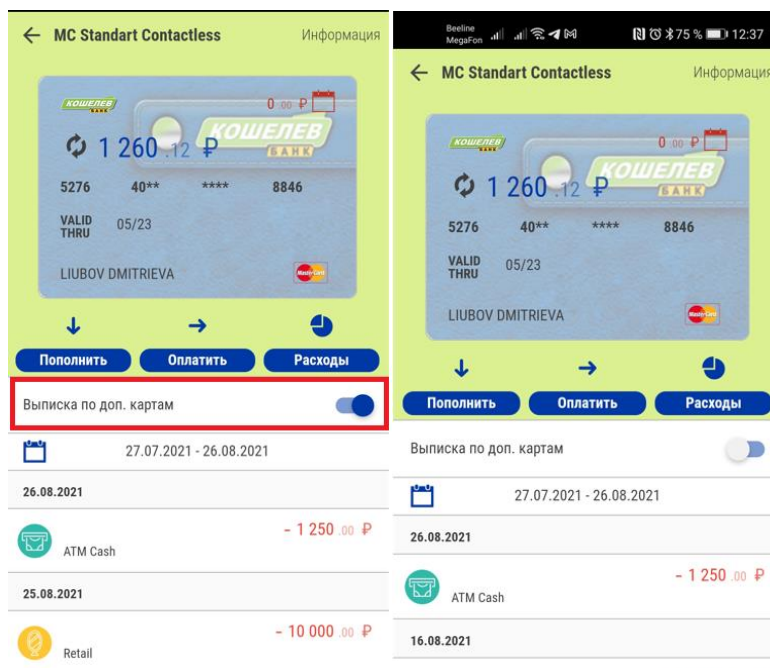 MC Standart Contactless Информация
КОШЕЛЕВ
БАНК
0 .00 ₽
КОШЕЛЕВ
БАНК
1 260 .12 ₽
5276 40** **** 8846
VALID THRU 05/23
LIUBOV DMITRIEVA
MasterCard
Пополнить Оплатить Расходы
Выписка по доп. картам
27.07.2021 - 26.08.2021
26.08.2021
- 1 250 .00 ₽
ATM Cash
25.08.2021
- 10 000 .00 ₽
Retail
Beeline
MegaFon
75 % 12:37
MC Standart Contactless Информация
КОШЕЛЕВ
БАНК
0 .00 ₽
КОШЕЛЕВ
БАНК
1 260 .12 ₽
5276 40** **** 8846
VALID THRU 05/23
LIUBOV DMITRIEVA
MasterCard
Пополнить Оплатить Расходы
Выписка по доп. картам
27.07.2021 - 26.08.2021
26.08.2021
- 1 250 .00 ₽
ATM Cash
16.08.2021